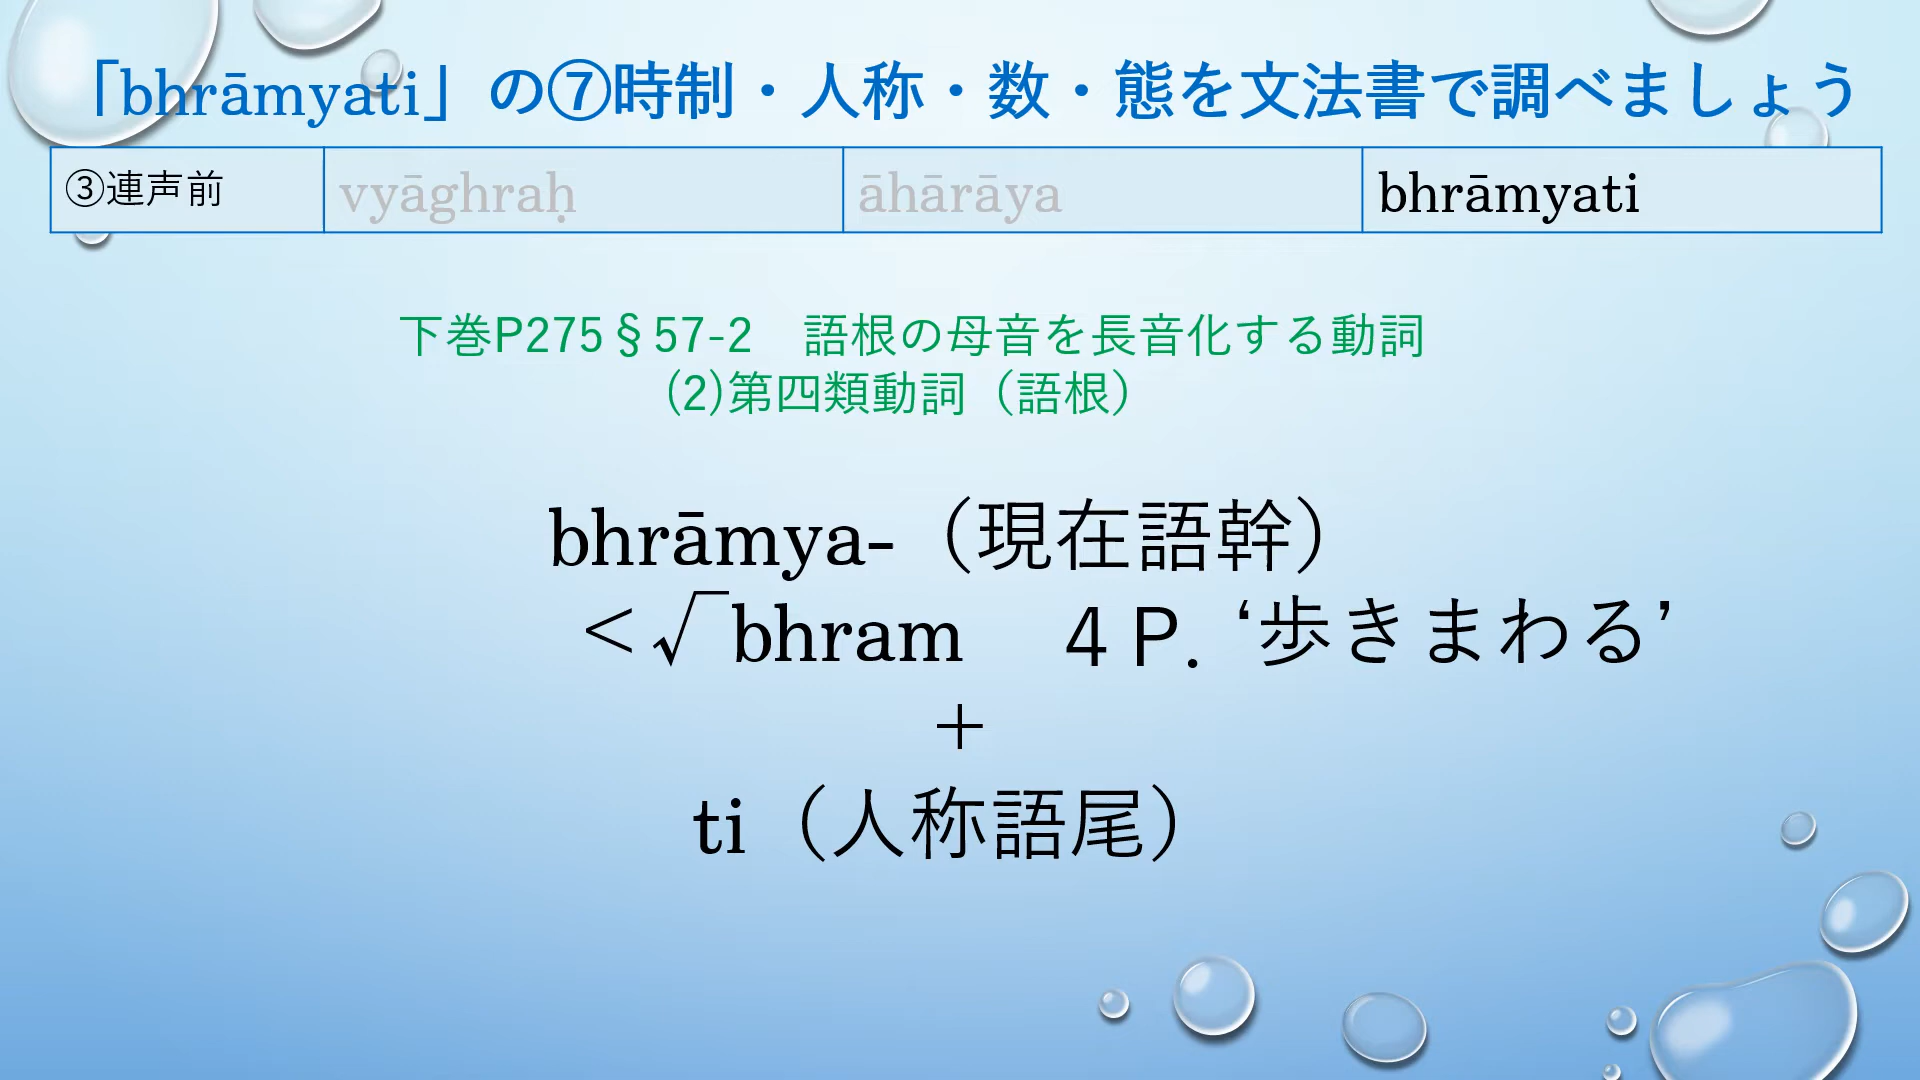 「bhrāmyati」の⑦時制・人称・数・態を文法書で調べましょう
③連声前 vyāghraḥ āhārāya bhrāmyati
下巻P275§57-2　語根の母音を長音化する動詞
(2)第四類動詞（語根）
bhrāmya-（現在語幹）
＜√bhram　４Ｐ. ‘歩きまわる’
＋
ti（人称語尾）